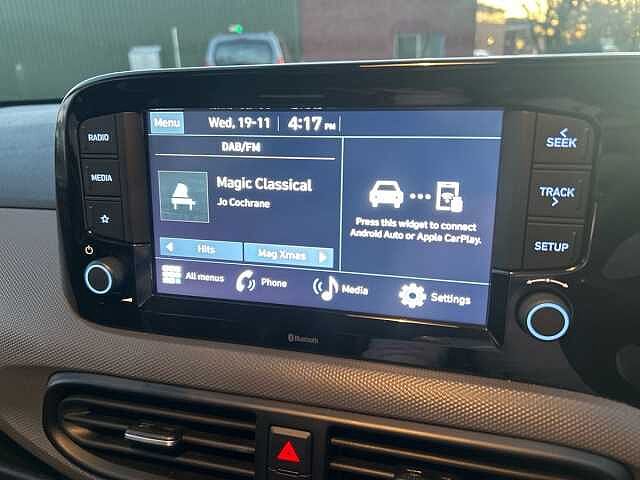 RADIO
MEDIA
Menu
Wed, 19-11
4:17 PM
DAB/FM
Magic Classical
Jo Cochrane
Hits
Mag Xmas
Press this widget to connect
Android Auto or Apple CarPlay.
All menus
Phone
Media
Settings
SEEK
TRACK
SETUP
Bluetooth